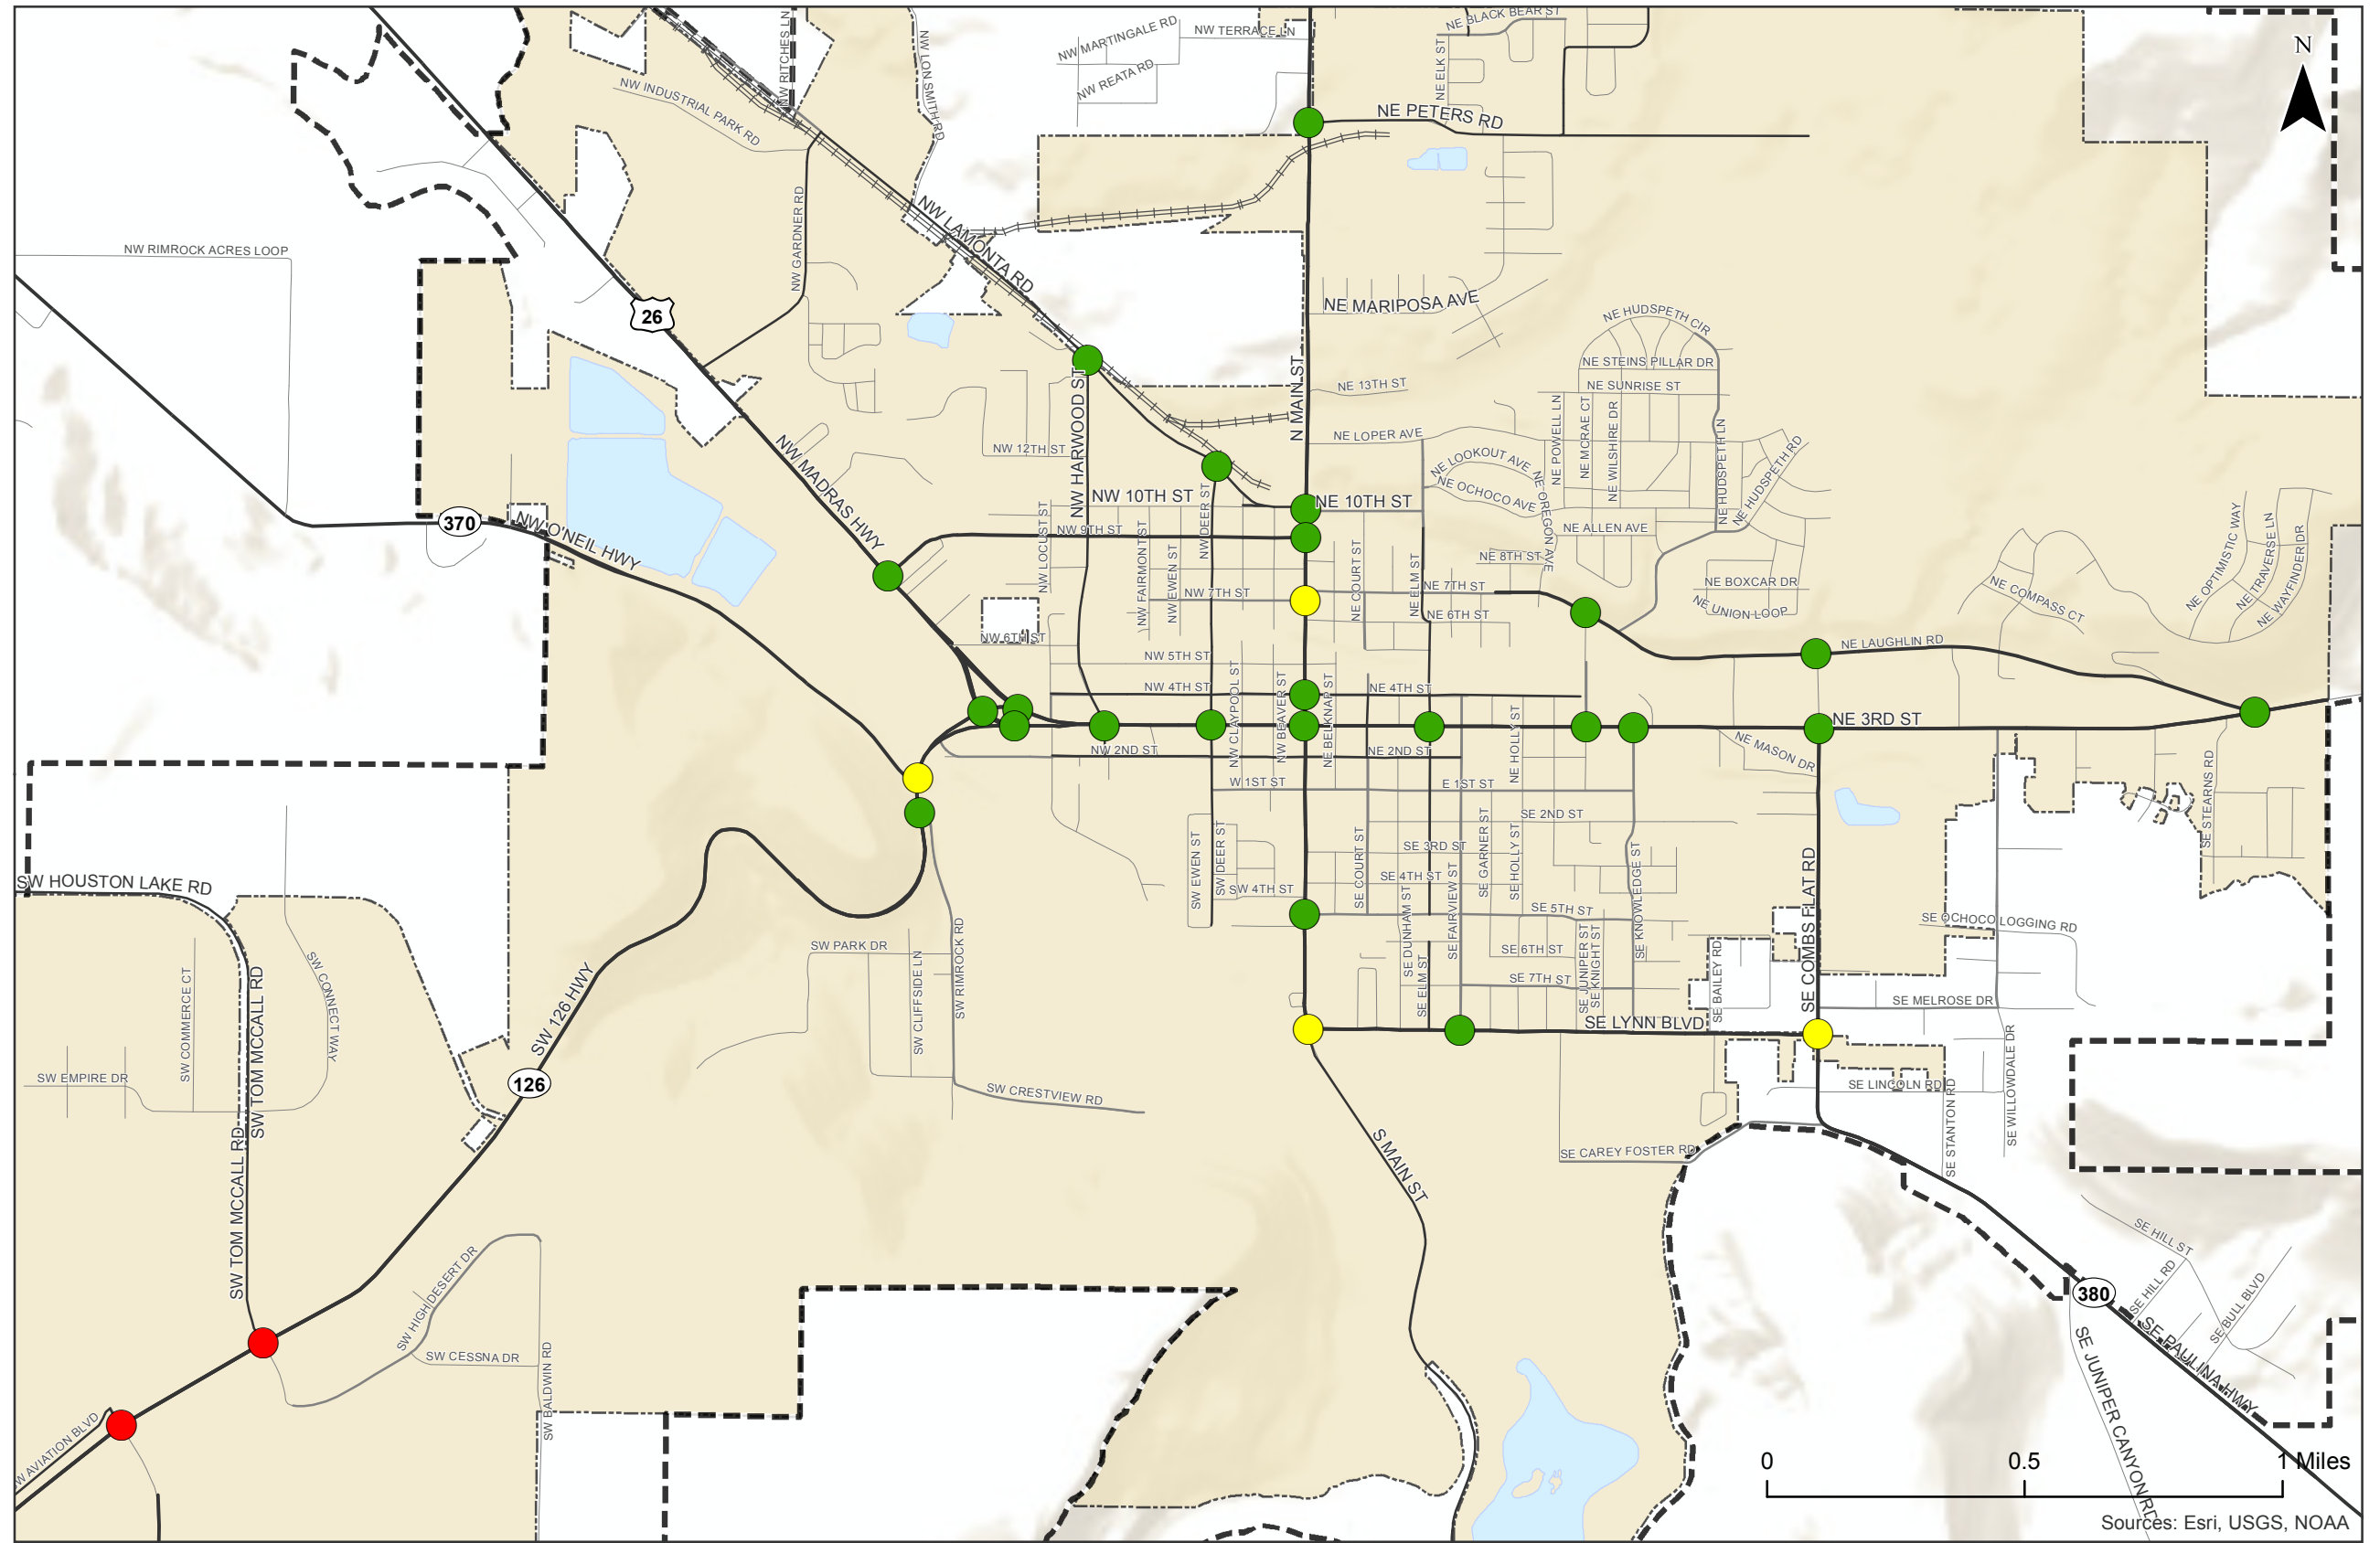 NE BLACK BEAR ST
NW MARTINGALE RD
NW TERRACE LN
NW RITCHES LN
NW LON SMITH RD
NE ELK ST
N
NW REATA RD
NW INDUSTRIAL PARK RD
NE PETERS RD
NW GARDNER RD
NW LAMONTA RD
NW RIMROCK ACRES LOOP
26
NE MARIPOSA AVE
NE HUDSPETH CIR
NE STEINS PILLAR DR
NE SUNRISE ST
NE 13TH ST
N MAIN ST
NW HARWOOD ST
NE POWELL LN
NE MCRAE CT
NE WILSHIRE DR
NE HUDSPETH LN
NE HUDSPETH RD
NE LOPER AVE
NW 12TH ST
NW MADRAS HWY
NE LOOKOUT AVE
NE OCHOCO AVE
NE OREGON AVE
NW 10TH ST
NE 10TH ST
370
NW O'NEIL HWY
NW LOCUST ST
NW 9TH ST
NW FAIRMONT ST
NW EWEN ST
NW DEER ST
NE ALLEN AVE
NE 8TH ST
NE COURT ST
NE ELM ST
NE 7TH ST
NW 7TH ST
NE 6TH ST
NE BOXCAR DR
NE UNION LOOP
NE COMPASS CT
NE OPTIMISTIC WAY
NE TRAVERSE LN
NE WAYFINDER DR
NW 6TH ST
NE LAUGHLIN RD
NW 5TH ST
NW 4TH ST
NE 4TH ST
NW CLAYPOOL ST
NW BEAVER ST
NE BELKNAP ST
NE HOLLY ST
NE 3RD ST
NW 2ND ST
NE 2ND ST
NE MASON DR
W 1ST ST
E 1ST ST
SE STEARNS RD
SE 2ND ST
SW EWEN ST
SW DEER ST
SE COURT ST
SE 3RD ST
SE GARNER ST
SE HOLLY ST
SE KNOWLEDGE ST
SE COMBS FLAT RD
SW HOUSTON LAKE RD
SW 4TH ST
SE 4TH ST
SE DUNHAM ST
SE FAIRVIEW ST
SE 5TH ST
SE OCHOCO LOGGING RD
SW PARK DR
SW CLIFFSIDE LN
SW RIMROCK RD
SE 6TH ST
SE JUNIPER ST
SE KNIGHT ST
SE BAILEY RD
SE 7TH ST
SE ELM ST
SW COMMERCE CT
SW TOM MCCALL RD
SW CONNECT WAY
SW 126 HWY
SE MELROSE DR
SE LYNN BLVD
SE WILLOWDALE DR
SW EMPIRE DR
126
SW CRESTVIEW RD
SE LINCOLN RD
SE STANTON RD
SW TOM MCCALL RD
S MAIN ST
SE CAREY FOSTER RD
SW HIGH DESERT DR
SE HILL ST
SE HILL RD
SE BULL BLVD
380
SE PAULINA HWY
SE JUNIPER CANYON RD
SW CESSNA DR
SW BALDWIN RD
W AVIATION BLVD
0 0.5 1 Miles
Sources: Esri, USGS, NOAA